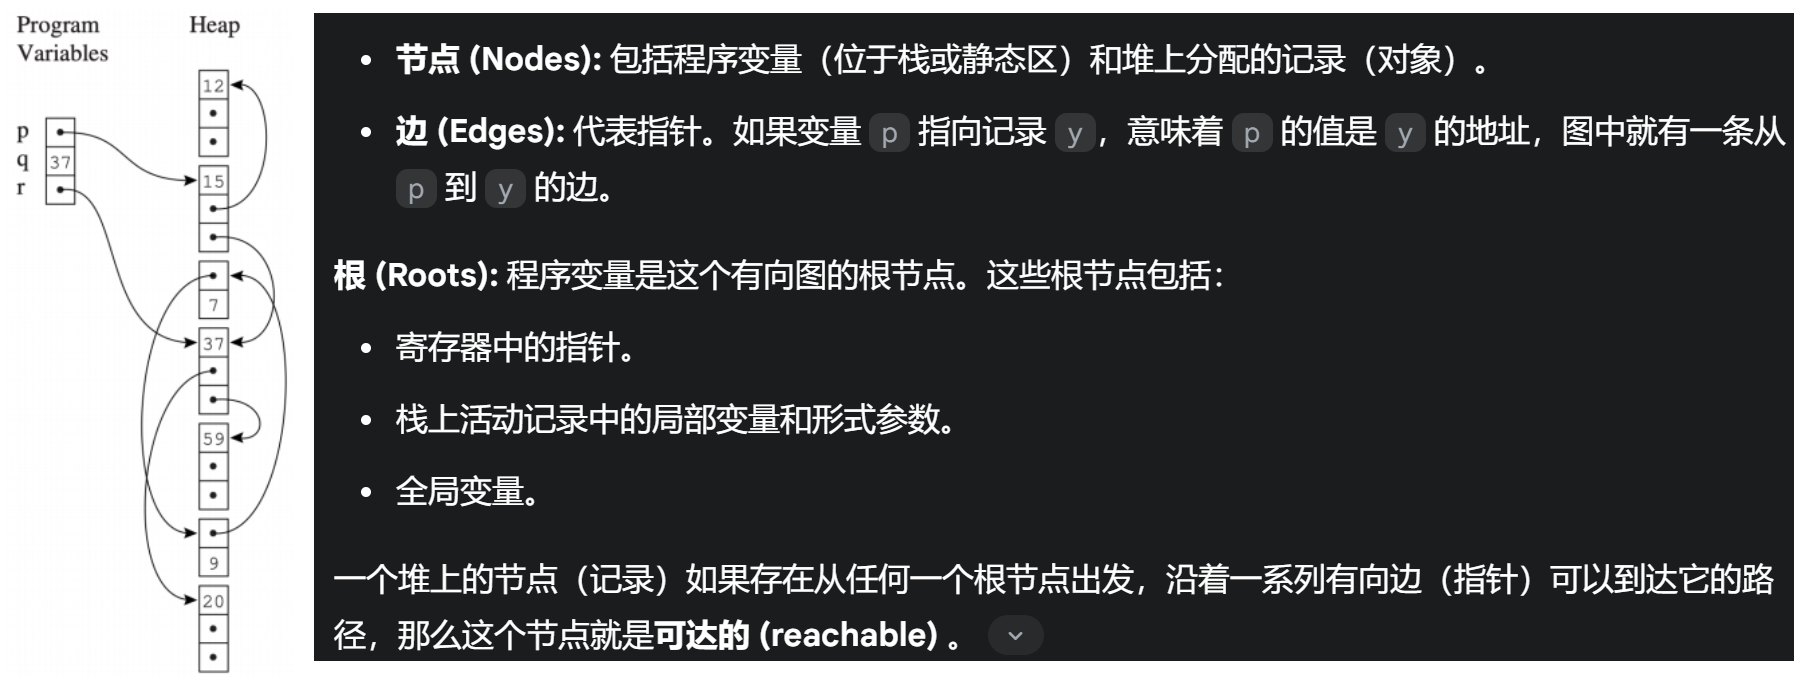 Program
Variables
Heap
p
q 37
r
12
15
7
37
59
9
20
• 节点 (Nodes): 包括程序变量（位于栈或静态区）和堆上分配的记录（对象）。
• 边 (Edges): 代表指针。如果变量 p 指向记录 y，意味着 p 的值是 y 的地址，图中就有一条从
p 到 y 的边。
根 (Roots): 程序变量是这个有向图的根节点。这些根节点包括：
• 寄存器中的指针。
• 栈上活动记录中的局部变量和形式参数。
• 全局变量。
一个堆上的节点（记录）如果存在从任何一个根节点出发，沿着一系列有向边（指针）可以到达它的路
径，那么这个节点就是可达的 (reachable) 。